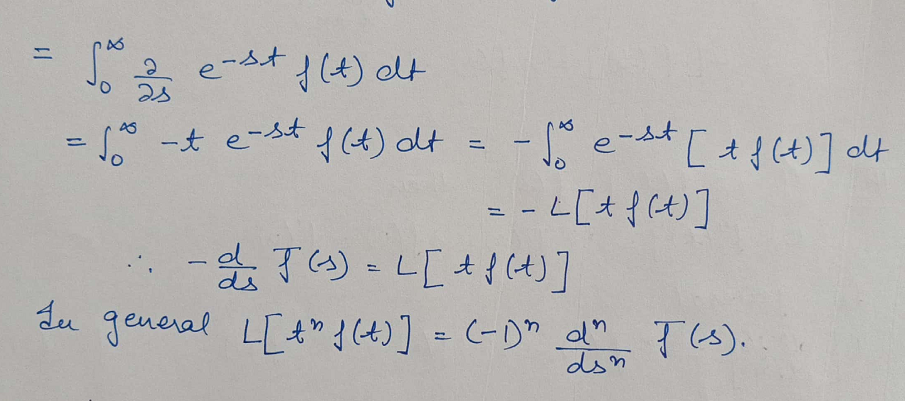 = ∫₀^∞ ∂/∂s e^{-st} f(t) dt
= ∫₀^∞ -t e^{-st} f(t) dt = - ∫₀^∞ e^{-st} [t f(t)] dt
= - L[t f(t)]
∴ - d/ds f̅(s) = L[t f(t)]
In general L[tⁿ f(t)] = (-1)ⁿ dⁿ/dsⁿ f̅(s).